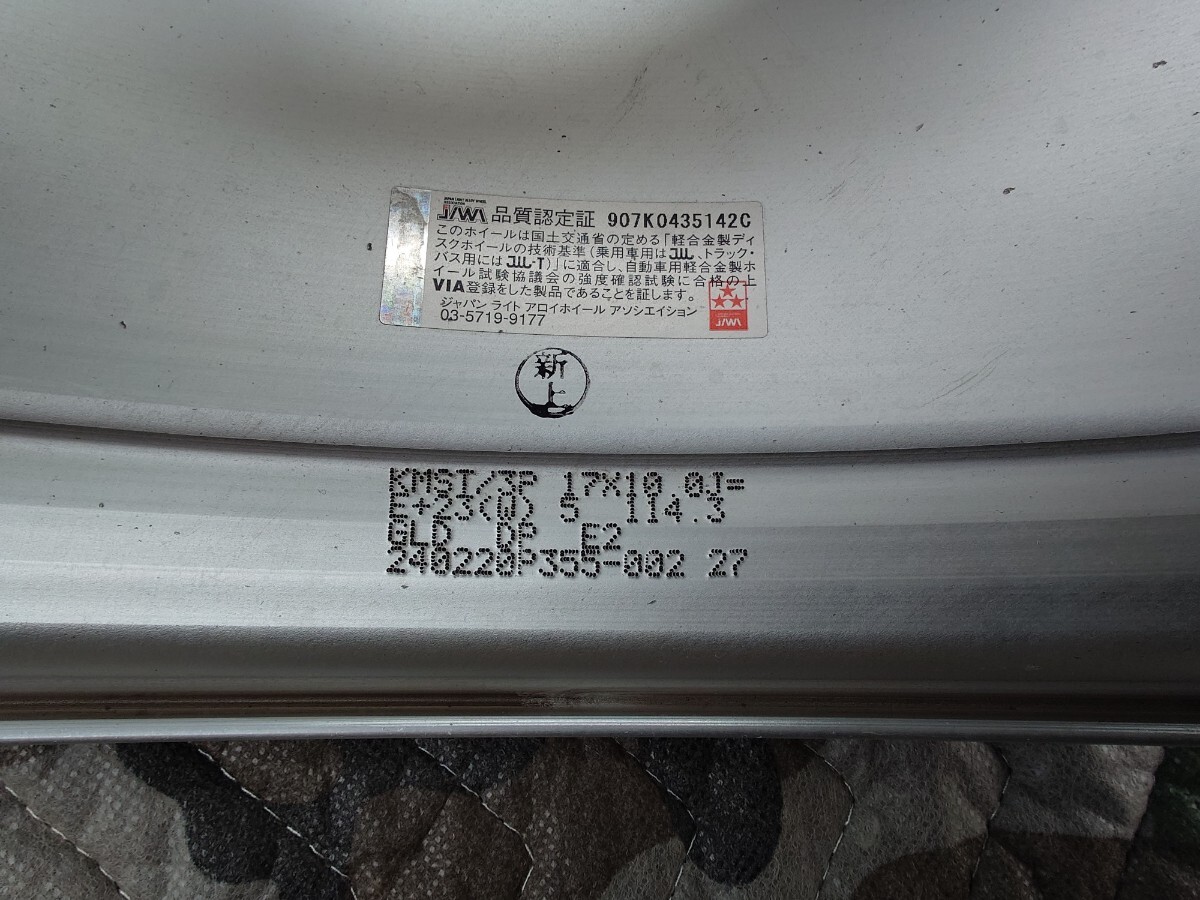 JAPAN LIGHT ALLOY WHEEL ASSOCIATION
JAWA 品質認定証 907K0435142C
このホイールは国土交通省の定める「軽合金製ディ
スクホイールの技術基準(乗用車用はJWL、トラック・
バス用にはJWL-T)」に適合し、自動車用軽合金製ホ
イール試験協議会の強度確認試験に合格の上
VIA登録をした製品であることを証します。
ジャパン ライト アロイホイール アソシエイション
03-5719-9177
JAWA
新
上
KMSI/JP 17X10.0J=
E+23(W) 5 114.3
GLD DP E2
240220P355-002 27